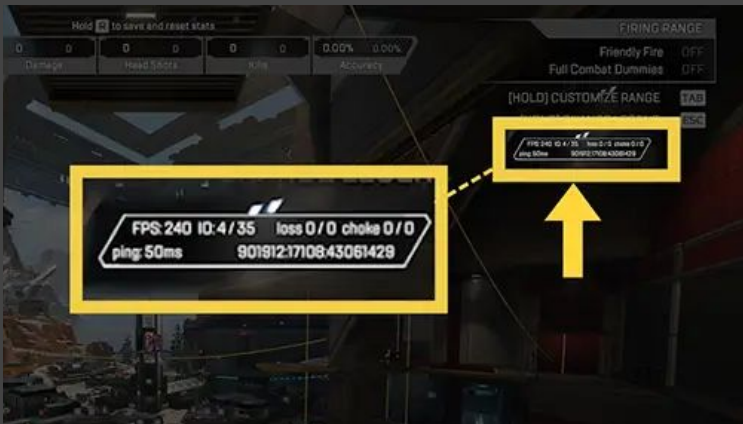 Hold R to save and reset stats
0 0 0 0 0 0 0.00% 0.00%
Damage Head Shots Kills Accuracy
FIRING RANGE
Friendly Fire OFF
Full Combat Dummies OFF
[HOLD] CUSTOMIZE RANGE TAB
ESC
FPS: 240 IO: 4/35 loss 0/0 choke 0/0
ping: 50ms 901912:17108:43061429
FPS: 240 IO: 4/35 loss 0/0 choke 0/0
ping: 50ms 901912:17108:43061429